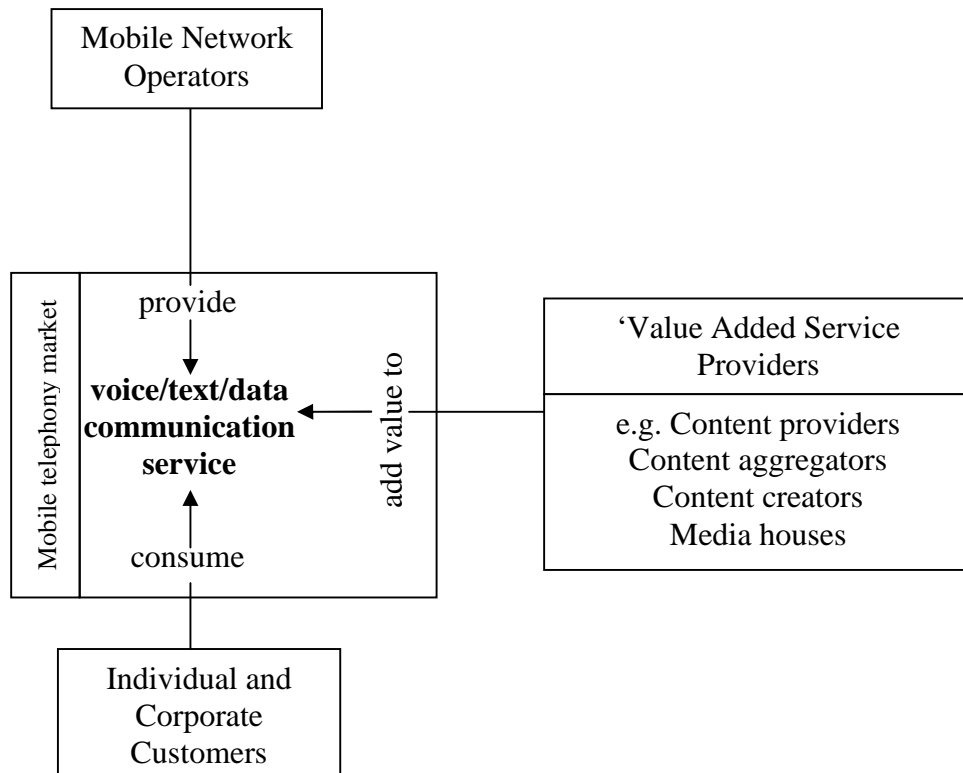 Mobile Network
Operators
Mobile telephony market
provide
voice/text/data
communication
service
consume
add value to
‘Value Added Service
Providers
e.g. Content providers
Content aggregators
Content creators
Media houses
Individual and
Corporate
Customers